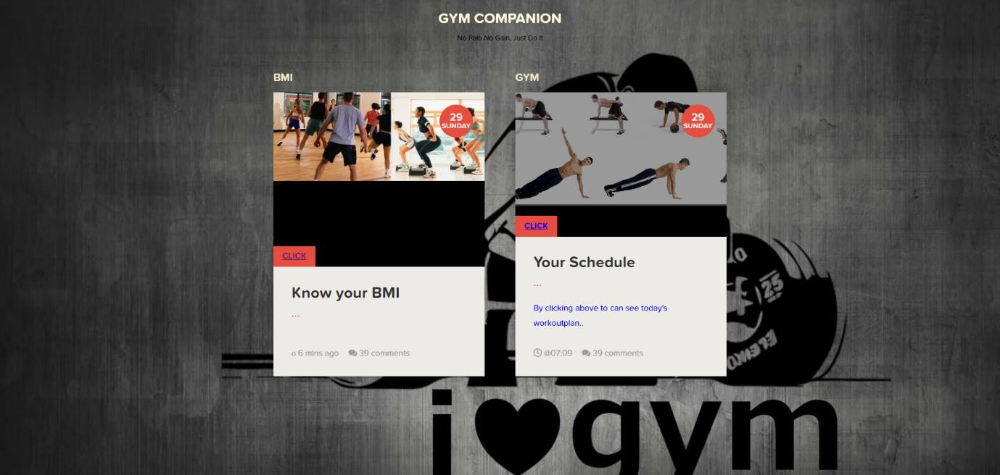 GYM COMPANION
No Pain No Gain, Just Do It
BMI
29
SUNDAY
CLICK
Know your BMI
...
o 6 mins ago 39 comments
GYM
29
SUNDAY
CLICK
Your Schedule
...
By clicking above to can see today's
workoutplan..
@07:09 39 comments
25
i gym